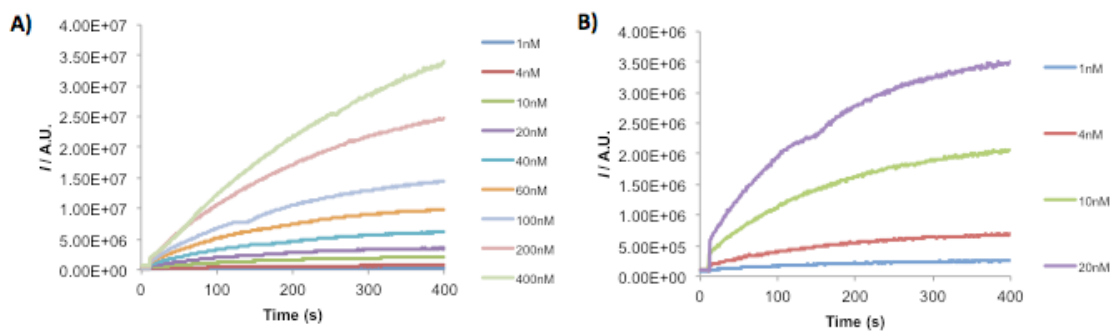 A)
4.00E+07
3.50E+07
3.00E+07
2.50E+07
2.00E+07
1.50E+07
1.00E+07
5.00E+06
0.00E+00
I / A.U.
0 100 200 300 400
Time (s)
1nM
4nM
10nM
20nM
40nM
60nM
100nM
200nM
400nM
B)
4.00E+06
3.50E+06
3.00E+06
2.50E+06
2.00E+06
1.50E+06
1.00E+06
5.00E+05
0.00E+00
I / A.U.
0 100 200 300 400
Time (s)
1nM
4nM
10nM
20nM